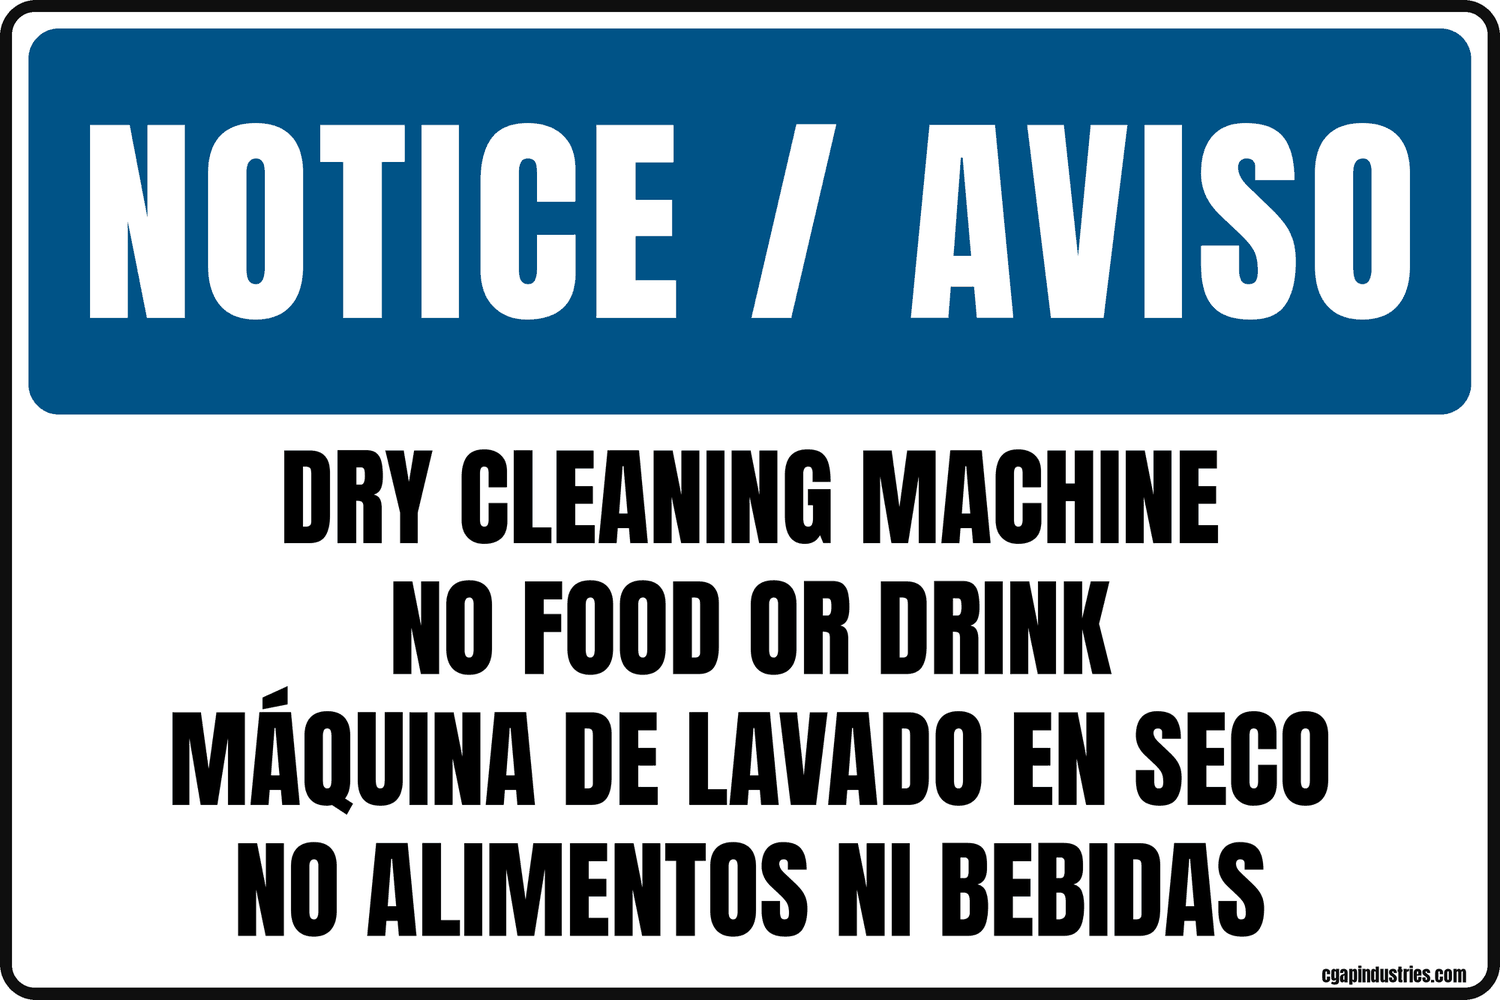 NOTICE / AVISO
DRY CLEANING MACHINE
NO FOOD OR DRINK
MÁQUINA DE LAVADO EN SECO
NO ALIMENTOS NI BEBIDAS
cgapindustries.com